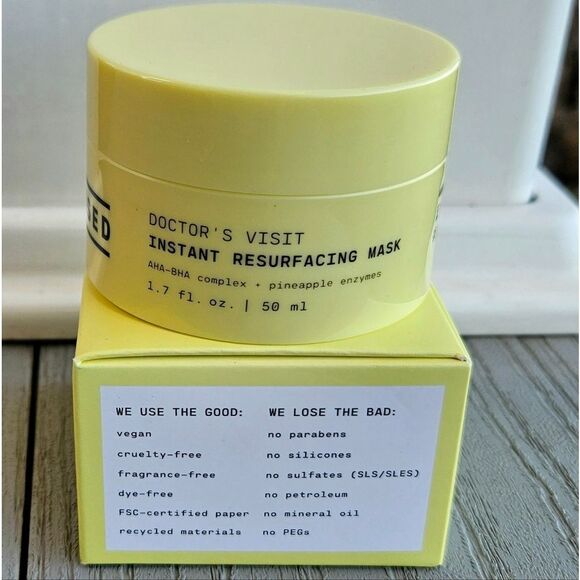 DOCTOR'S VISIT
INSTANT RESURFACING MASK
AHA-BHA complex + pineapple enzymes
1.7 fl. oz. | 50 ml
WE USE THE GOOD: WE LOSE THE BAD:
vegan no parabens
cruelty-free no silicones
fragrance-free no sulfates (SLS/SLES)
dye-free no petroleum
FSC-certified paper no mineral oil
recycled materials no PEGs